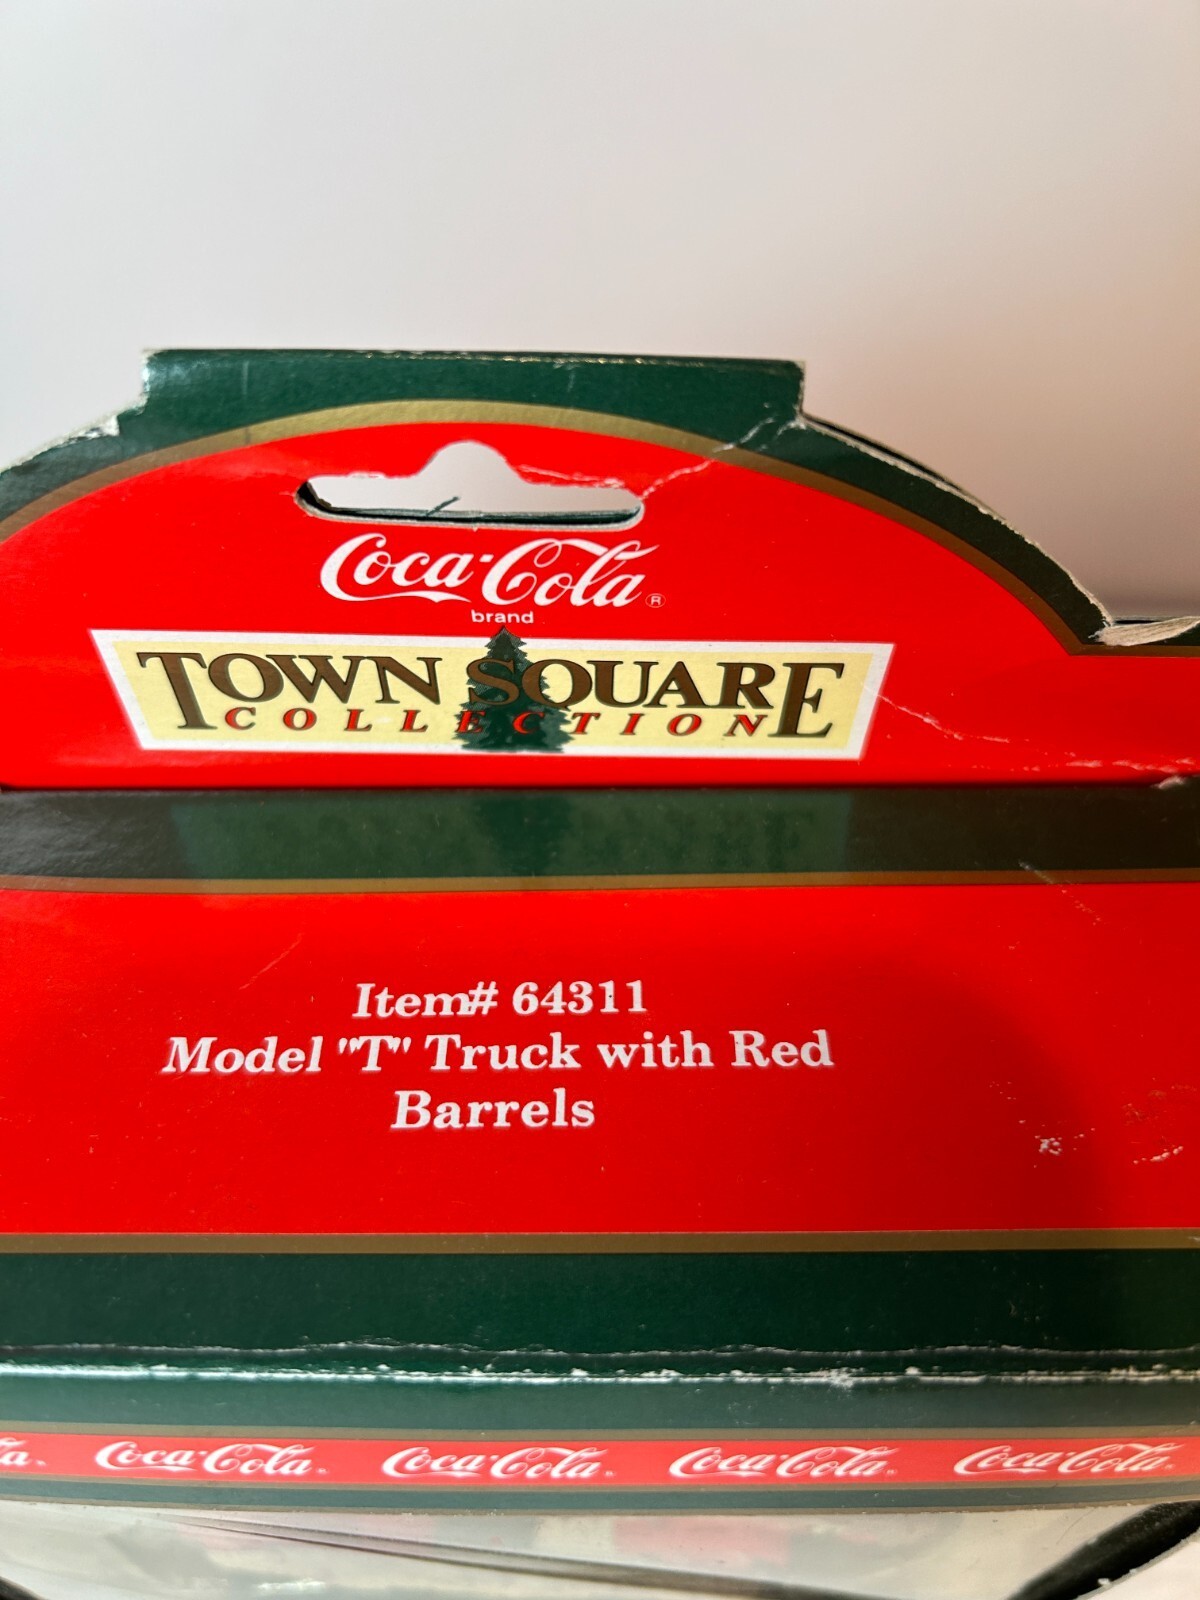 Coca-Cola®
brand
TOWN SQUARE
COLLECTION
Item# 64311
Model "T" Truck with Red
Barrels
la. Coca-Cola Coca-Cola Coca-Cola Coca-Cola